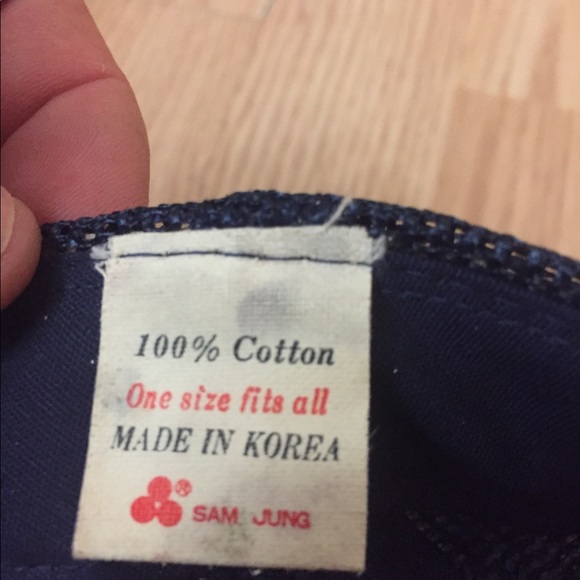 100% Cotton
One size fits all
MADE IN KOREA
® SAM JUNG